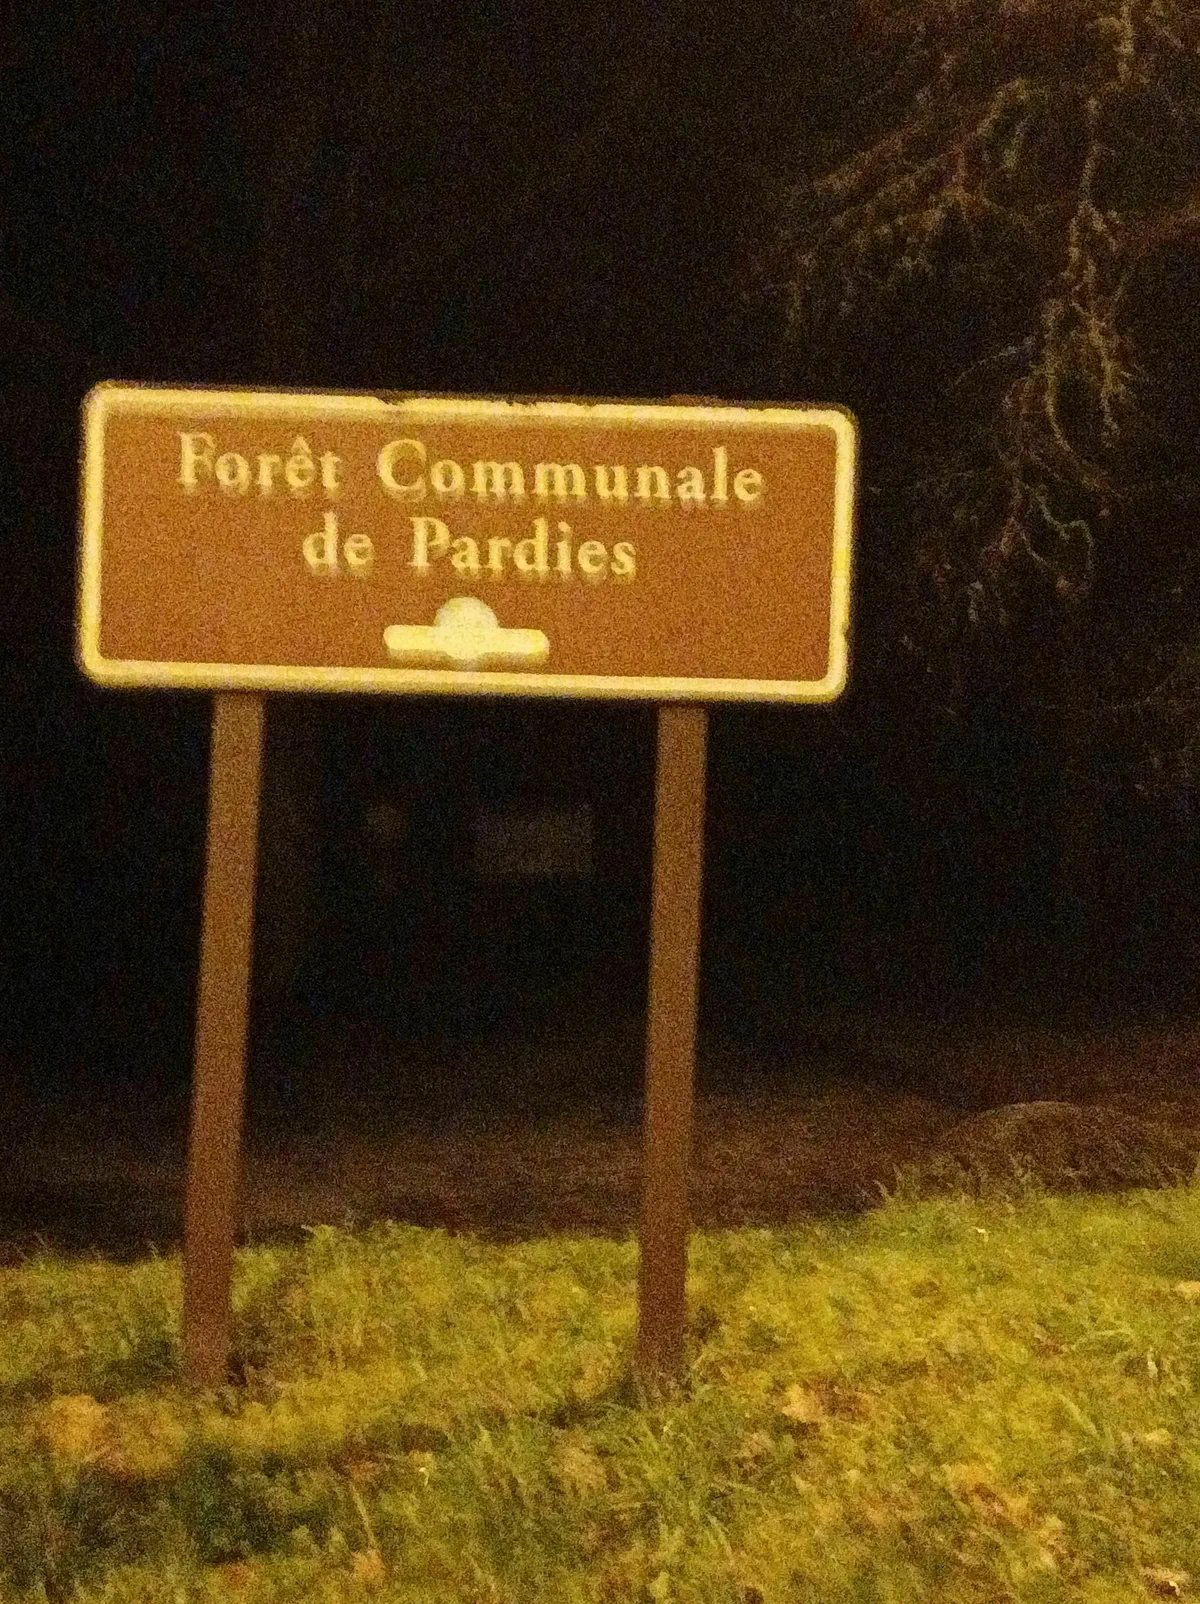 Forêt Communale
de Pardies